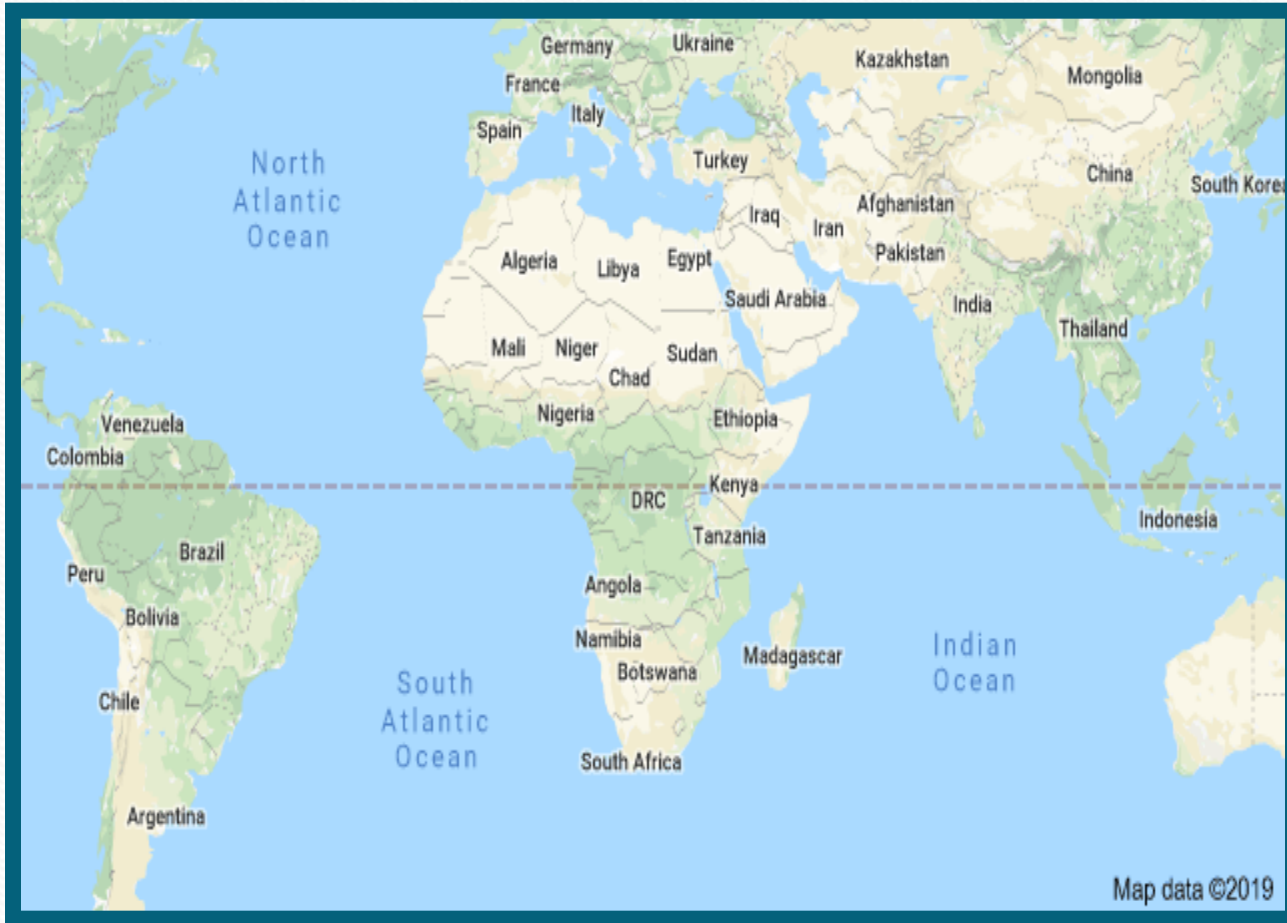 Germany
Ukraine
Kazakhstan
Mongolia
France
Italy
Spain
Turkey
China
South Korea
North
Atlantic
Ocean
Iraq
Iran
Afghanistan
Pakistan
Algeria
Libya
Egypt
Saudi Arabia
India
Thailand
Mali
Niger
Chad
Sudan
Nigeria
Ethiopia
Venezuela
Colombia
DRC
Kenya
Tanzania
Indonesia
Brazil
Peru
Bolivia
Angola
Namibia
Botswana
Madagascar
Indian
Ocean
Chile
South
Atlantic
Ocean
South Africa
Argentina
Map data ©2019